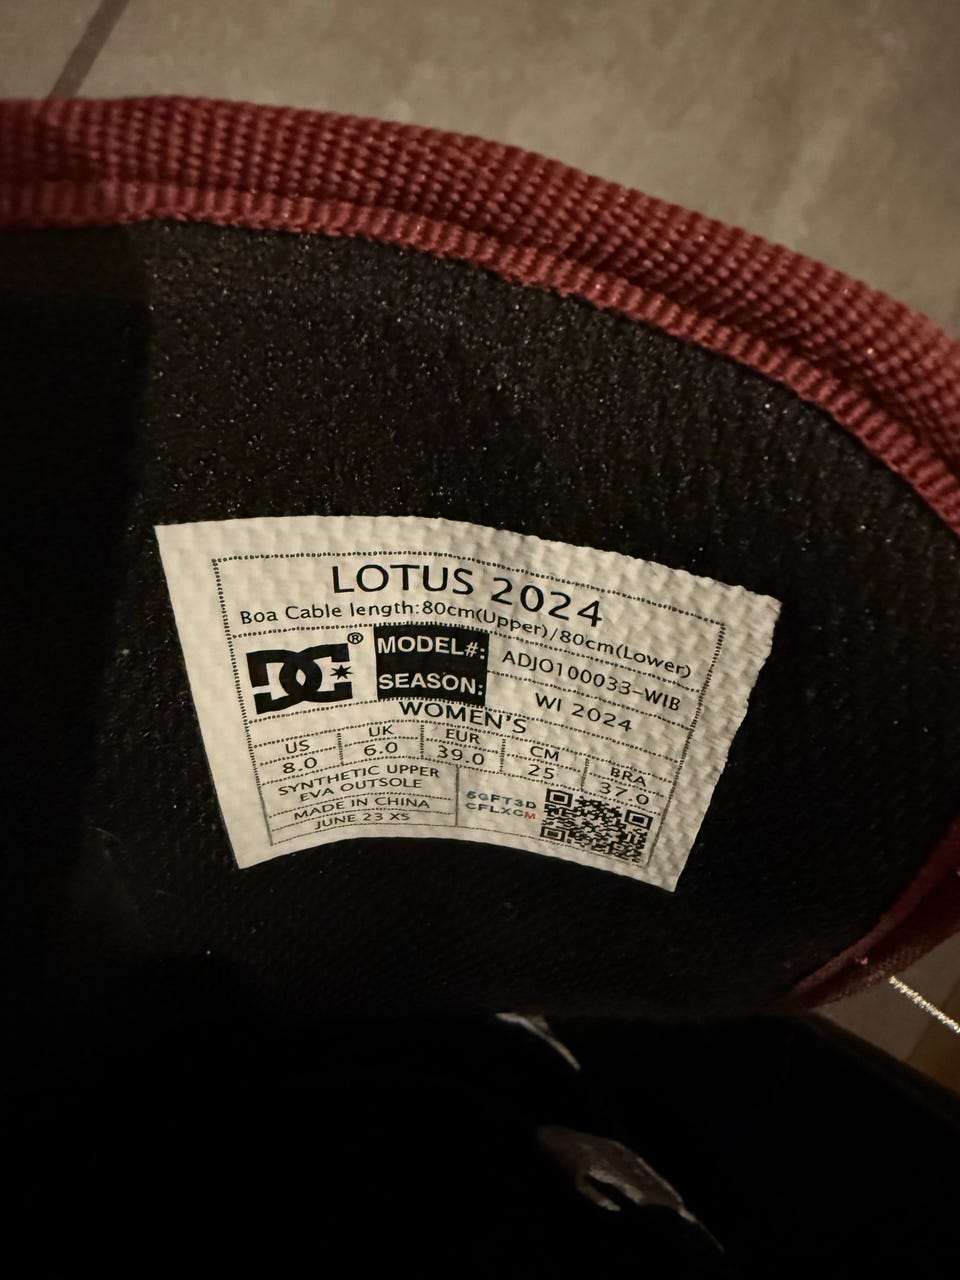 LOTUS 2024
Boa Cable length:80cm(Upper)/80cm(Lower)
DC® MODEL#: ADJO100033-WIB
SEASON: WI 2024
WOMEN'S
US UK EUR CM BRA
8.0 6.0 39.0 25 37.0
SYNTHETIC UPPER
EVA OUTSOLE
MADE IN CHINA
JUNE 23 XS
5GFT3D
CFLXCM